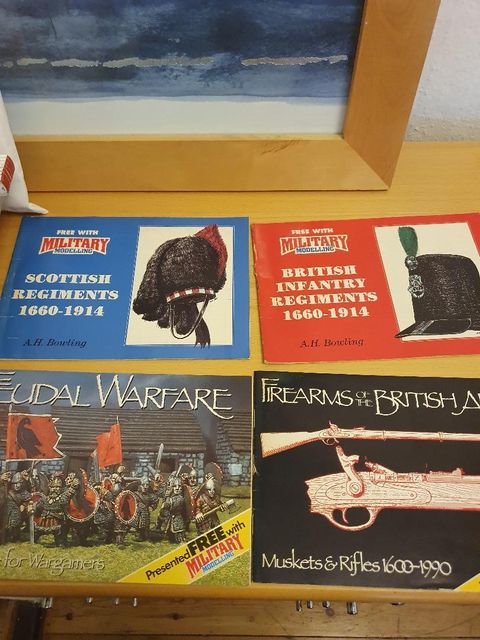 FREE WITH
MILITARY
MODELLING
SCOTTISH
REGIMENTS
1660-1914
A.H. Bowling
FREE WITH
MILITARY
MODELLING
BRITISH
INFANTRY
REGIMENTS
1660-1914
A.H. Bowling
EUDAL WARFARE
for Wargamers
Presented FREE with
MILITARY
MODELLING
FIREARMS OF THE BRITISH A
Muskets & Rifles 1600-1990